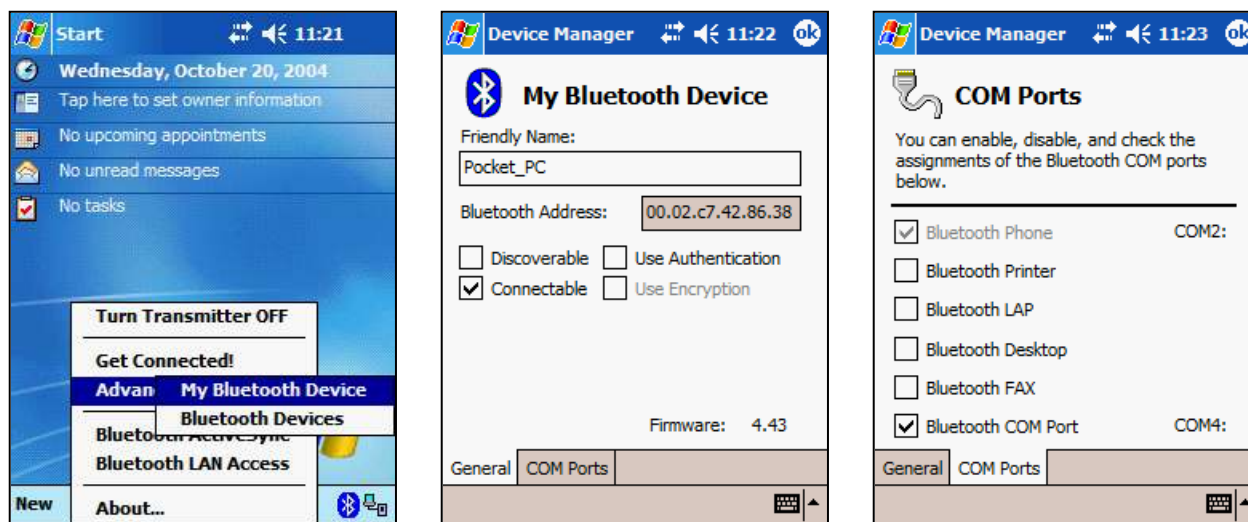 Start 11:21
Wednesday, October 20, 2004
Tap here to set owner information
No upcoming appointments
No unread messages
No tasks
Turn Transmitter OFF
Get Connected!
Advan
My Bluetooth Device
Bluetooth Devices
Bluetooth ActiveSync
Bluetooth LAN Access
About...
New
Device Manager 11:22 ok
My Bluetooth Device
Friendly Name:
Pocket_PC
Bluetooth Address: 00.02.c7.42.86.38
Discoverable Use Authentication
Connectable Use Encryption
Firmware: 4.43
General COM Ports
Device Manager 11:23 ok
COM Ports
You can enable, disable, and check the
assignments of the Bluetooth COM ports
below.
Bluetooth Phone COM2:
Bluetooth Printer
Bluetooth LAP
Bluetooth Desktop
Bluetooth FAX
Bluetooth COM Port COM4:
General COM Ports